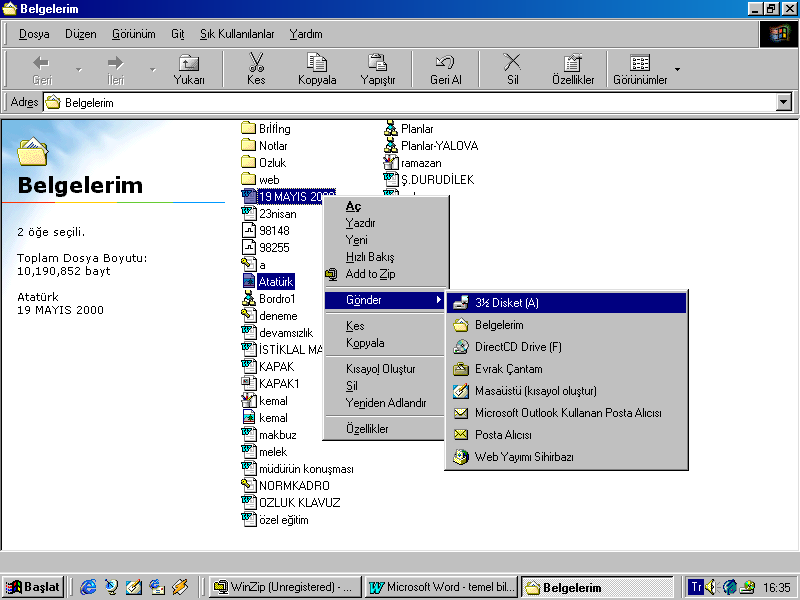 Belgelerim
Dosya Düzen Görünüm Git Sık Kullanılanlar Yardım
Geri İleri Yukarı Kes Kopyala Yapıştır Geri Al Sil Özellikler Görünümler
Adres Belgelerim
Belgelerim
2 öğe seçili.
Toplam Dosya Boyutu:
10,190,852 bayt
Atatürk
19 MAYIS 2000
Brifing
Notlar
Ozluk
web
19 MAYIS 2000
23nisan
98148
98255
a
Atatürk
Bordro1
deneme
devamsızlık
İSTİKLAL MA
KAPAK
KAPAK1
kemal
kemal
makbuz
melek
müdürün konuşması
NORMKADRO
OZLUK KLAVUZ
özel eğitim
Planlar
Planlar-YALOVA
ramazan
Ş.DURUDİLEK
Aç
Yazdır
Yeni
Hızlı Bakış
Add to Zip
Gönder
Kes
Kopyala
Kısayol Oluştur
Sil
Yeniden Adlandır
Özellikler
3½ Disket (A)
Belgelerim
DirectCD Drive (F)
Evrak Çantam
Masaüstü (kısayol oluştur)
Microsoft Outlook Kullanan Posta Alıcısı
Posta Alıcısı
Web Yayımı Sihirbazı
Başlat WinZip (Unregistered) - ... Microsoft Word - temel bil... Belgelerim Tr 16:35